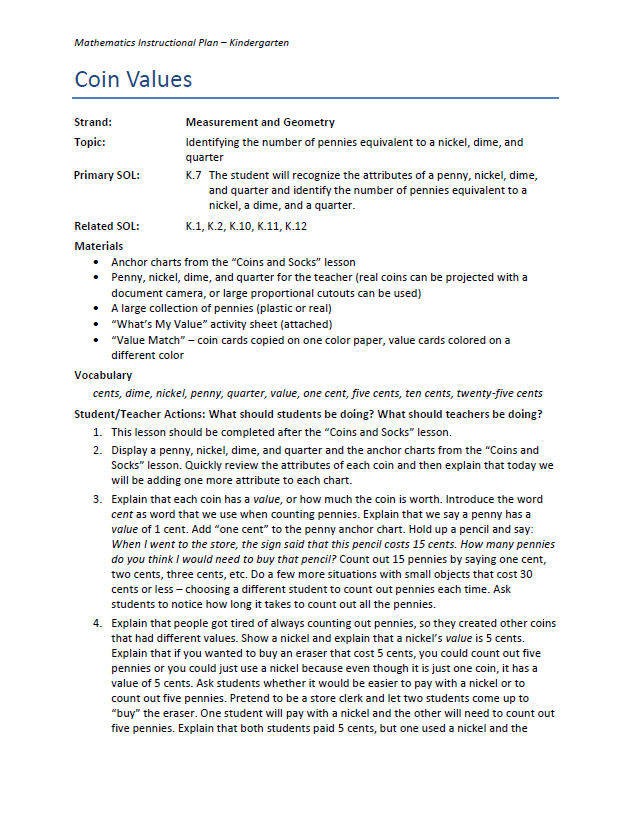 Mathematics Instructional Plan – Kindergarten
Coin Values
Strand: Measurement and Geometry
Topic: Identifying the number of pennies equivalent to a nickel, dime, and
quarter
Primary SOL: K.7 The student will recognize the attributes of a penny, nickel, dime,
and quarter and identify the number of pennies equivalent to a
nickel, a dime, and a quarter.
Related SOL: K.1, K.2, K.10, K.11, K.12
Materials
• Anchor charts from the “Coins and Socks” lesson
• Penny, nickel, dime, and quarter for the teacher (real coins can be projected with a
document camera, or large proportional cutouts can be used)
• A large collection of pennies (plastic or real)
• “What’s My Value” activity sheet (attached)
• “Value Match” – coin cards copied on one color paper, value cards colored on a
different color
Vocabulary
cents, dime, nickel, penny, quarter, value, one cent, five cents, ten cents, twenty-five cents
Student/Teacher Actions: What should students be doing? What should teachers be doing?
1. This lesson should be completed after the “Coins and Socks” lesson.
2. Display a penny, nickel, dime, and quarter and the anchor charts from the “Coins and
Socks” lesson. Quickly review the attributes of each coin and then explain that today we
will be adding one more attribute to each chart.
3. Explain that each coin has a value, or how much the coin is worth. Introduce the word
cent as word that we use when counting pennies. Explain that we say a penny has a
value of 1 cent. Add “one cent” to the penny anchor chart. Hold up a pencil and say:
When I went to the store, the sign said that this pencil costs 15 cents. How many pennies
do you think I would need to buy that pencil? Count out 15 pennies by saying one cent,
two cents, three cents, etc. Do a few more situations with small objects that cost 30
cents or less – choosing a different student to count out pennies each time. Ask
students to notice how long it takes to count out all the pennies.
4. Explain that people got tired of always counting out pennies, so they created other coins
that had different values. Show a nickel and explain that a nickel’s value is 5 cents.
Explain that if you wanted to buy an eraser that cost 5 cents, you could count out five
pennies or you could just use a nickel because even though it is just one coin, it has a
value of 5 cents. Ask students whether it would be easier to pay with a nickel or to
count out five pennies. Pretend to be a store clerk and let two students come up to
“buy” the eraser. One student will pay with a nickel and the other will need to count out
five pennies. Explain that both students paid 5 cents, but one used a nickel and the